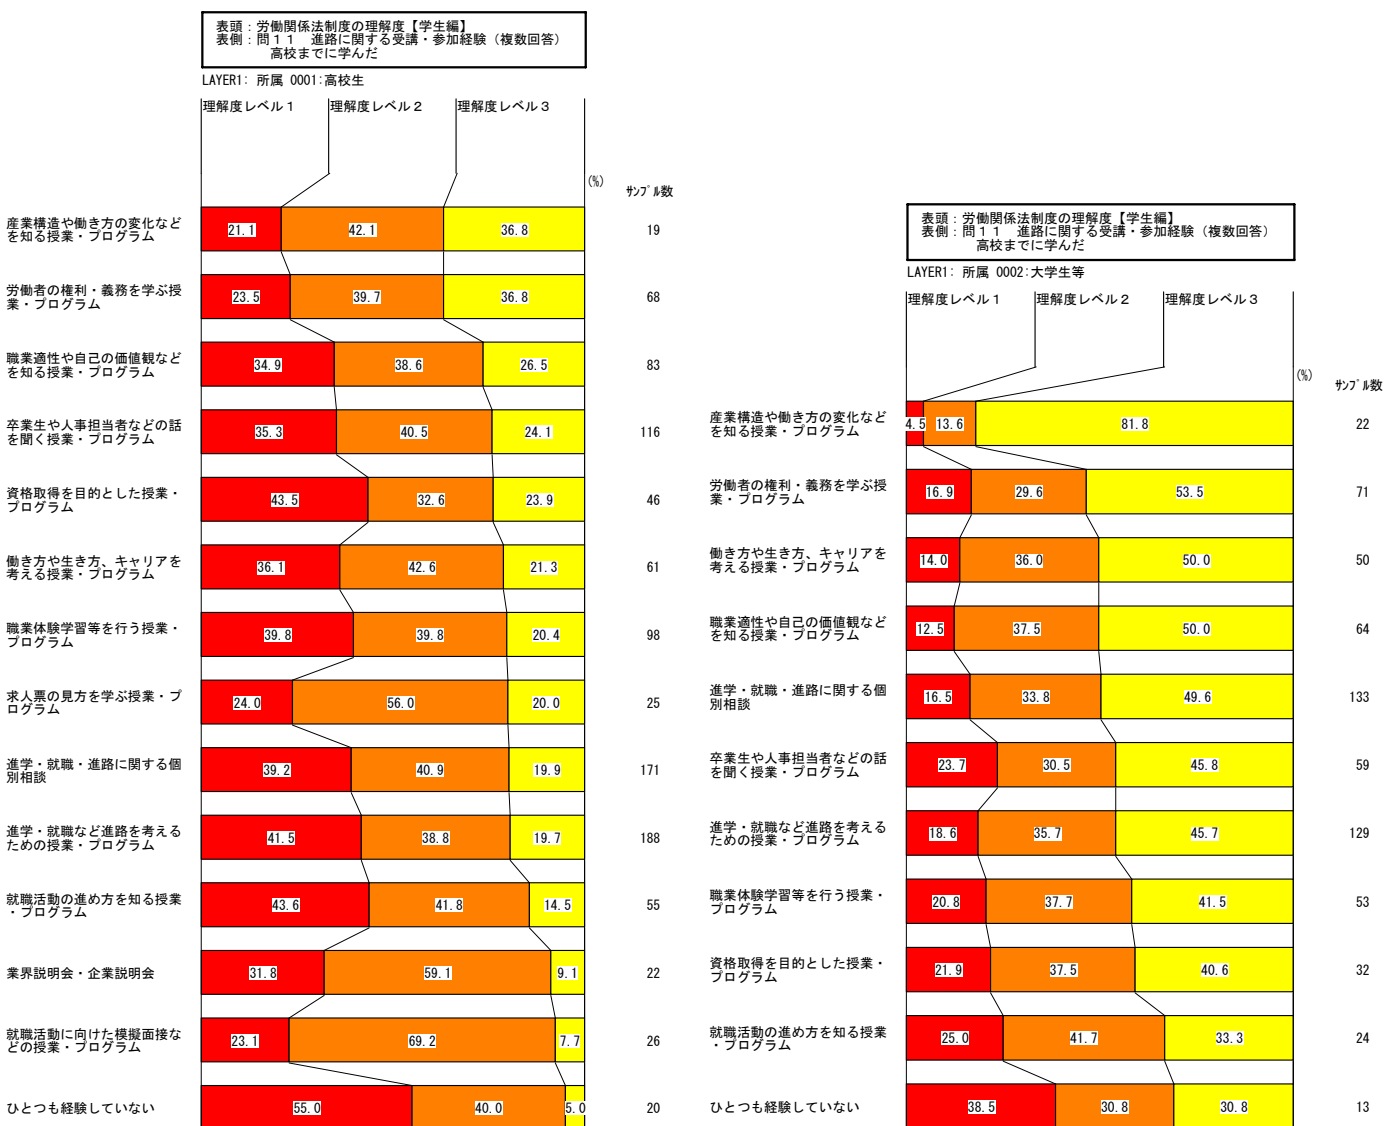 表頭：労働関係法制度の理解度【学生編】
表側：問１１　進路に関する受講・参加経験（複数回答）
高校までに学んだ
LAYER1: 所属 0001:高校生
理解度レベル１ 理解度レベル２ 理解度レベル３
(%)
ｻﾝﾌﾟﾙ数
産業構造や働き方の変化など
を知る授業・プログラム
21.1 42.1 36.8 19
労働者の権利・義務を学ぶ授
業・プログラム
23.5 39.7 36.8 68
職業適性や自己の価値観など
を知る授業・プログラム
34.9 38.6 26.5 83
卒業生や人事担当者などの話
を聞く授業・プログラム
35.3 40.5 24.1 116
資格取得を目的とした授業・
プログラム
43.5 32.6 23.9 46
働き方や生き方、キャリアを
考える授業・プログラム
36.1 42.6 21.3 61
職業体験学習等を行う授業・
プログラム
39.8 39.8 20.4 98
求人票の見方を学ぶ授業・プ
ログラム
24.0 56.0 20.0 25
進学・就職・進路に関する個
別相談
39.2 40.9 19.9 171
進学・就職など進路を考える
ための授業・プログラム
41.5 38.8 19.7 188
就職活動の進め方を知る授業
・プログラム
43.6 41.8 14.5 55
業界説明会・企業説明会
31.8 59.1 9.1 22
就職活動に向けた模擬面接な
どの授業・プログラム
23.1 69.2 7.7 26
ひとつも経験していない
55.0 40.0 5.0 20
表頭：労働関係法制度の理解度【学生編】
表側：問１１　進路に関する受講・参加経験（複数回答）
高校までに学んだ
LAYER1: 所属 0002:大学生等
理解度レベル１ 理解度レベル２ 理解度レベル３
(%)
ｻﾝﾌﾟﾙ数
産業構造や働き方の変化など
を知る授業・プログラム
4.5 13.6 81.8 22
労働者の権利・義務を学ぶ授
業・プログラム
16.9 29.6 53.5 71
働き方や生き方、キャリアを
考える授業・プログラム
14.0 36.0 50.0 50
職業適性や自己の価値観など
を知る授業・プログラム
12.5 37.5 50.0 64
進学・就職・進路に関する個
別相談
16.5 33.8 49.6 133
卒業生や人事担当者などの話
を聞く授業・プログラム
23.7 30.5 45.8 59
進学・就職など進路を考える
ための授業・プログラム
18.6 35.7 45.7 129
職業体験学習等を行う授業・
プログラム
20.8 37.7 41.5 53
資格取得を目的とした授業・
プログラム
21.9 37.5 40.6 32
就職活動の進め方を知る授業
・プログラム
25.0 41.7 33.3 24
ひとつも経験していない
38.5 30.8 30.8 13